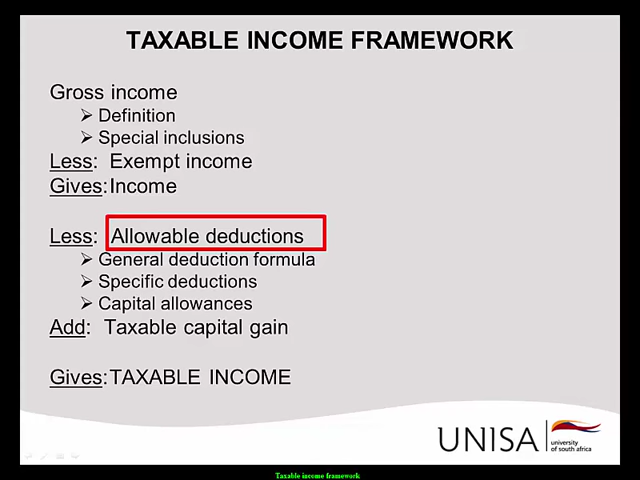 TAXABLE INCOME FRAMEWORK
Gross income
➢ Definition
➢ Special inclusions
Less: Exempt income
Gives: Income
Less: Allowable deductions
➢ General deduction formula
➢ Specific deductions
➢ Capital allowances
Add: Taxable capital gain
Gives: TAXABLE INCOME
UNISA
university
of south africa
Taxable income framework